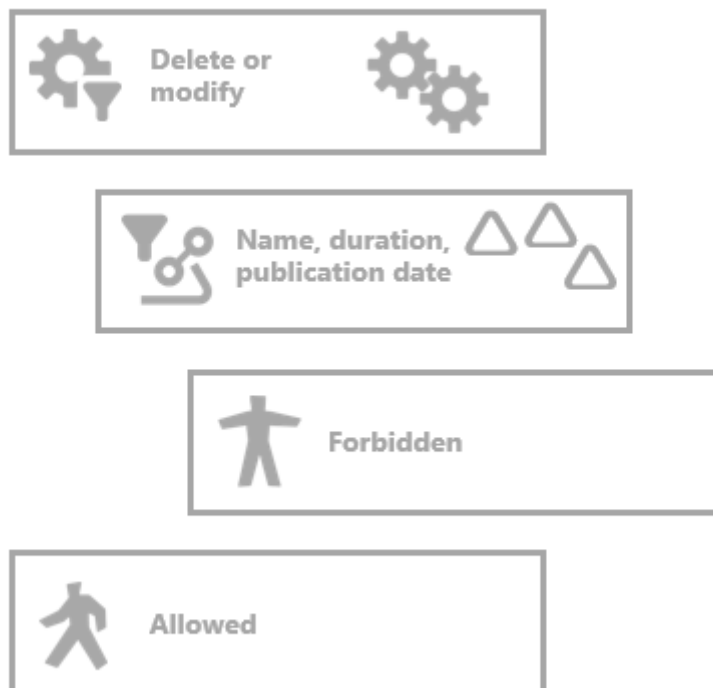 Delete or
modify
Name, duration,
publication date
Forbidden
Allowed